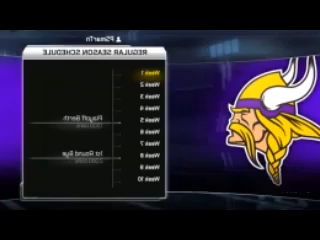 PSmarTn
REGULAR SEASON SCHEDULE
Week 1
Week 2
Week 3
Week 4
Week 5
Week 6
Week 7
Week 8
Week 9
Week 10
Playoff Berth
1st Round Bye